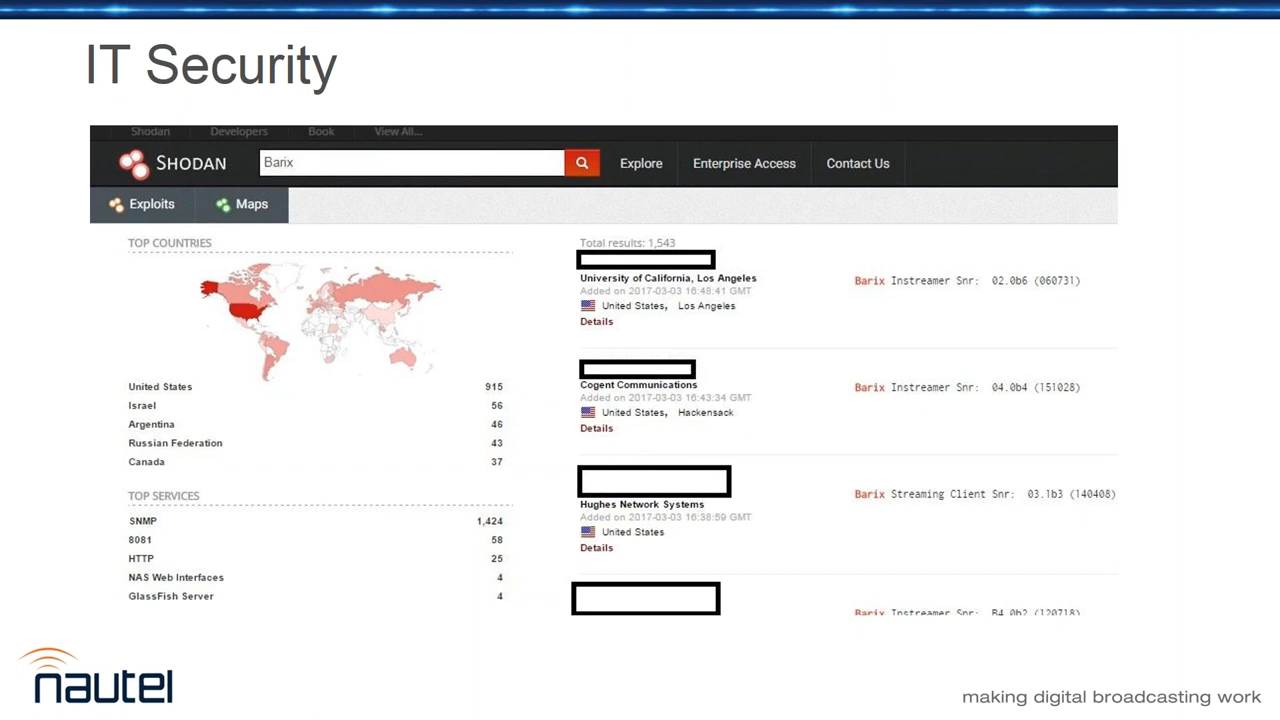 IT Security
Shodan Developers Book View All...
SHODAN Barix Explore Enterprise Access Contact Us
Exploits Maps
TOP COUNTRIES
United States 915
Israel 56
Argentina 46
Russian Federation 43
Canada 37
TOP SERVICES
SNMP 1,424
8081 58
HTTP 25
NAS Web Interfaces 4
GlassFish Server 4
Total results: 1,543
University of California, Los Angeles
Added on 2017-03-03 16:48:41 GMT
United States, Los Angeles
Details
Barix Instreamer Snr: 02.0b6 (060731)
Cogent Communications
Added on 2017-03-03 16:43:34 GMT
United States, Hackensack
Details
Barix Instreamer Snr: 04.0b4 (151028)
Hughes Network Systems
Added on 2017-03-03 16:38:59 GMT
United States
Details
Barix Streaming Client Snr: 03.1b3 (140408)
Barix Instreamer Snr: B4.0b2 (120718)
nautel
making digital broadcasting work